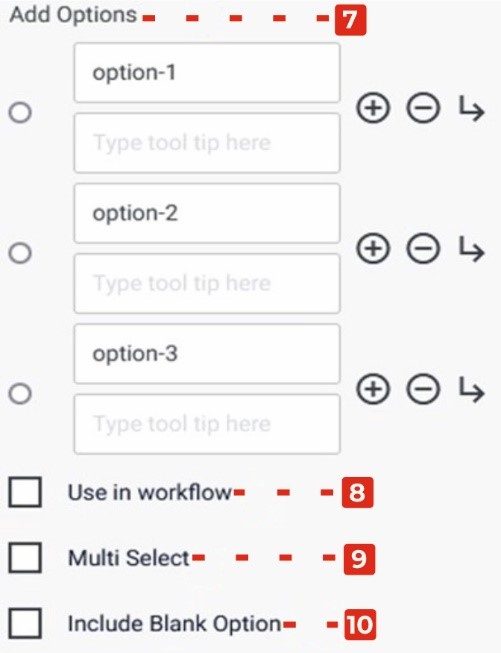 Add Options 7
option-1
Type tool tip here
option-2
Type tool tip here
option-3
Type tool tip here
Use in workflow 8
Multi Select 9
Include Blank Option 10